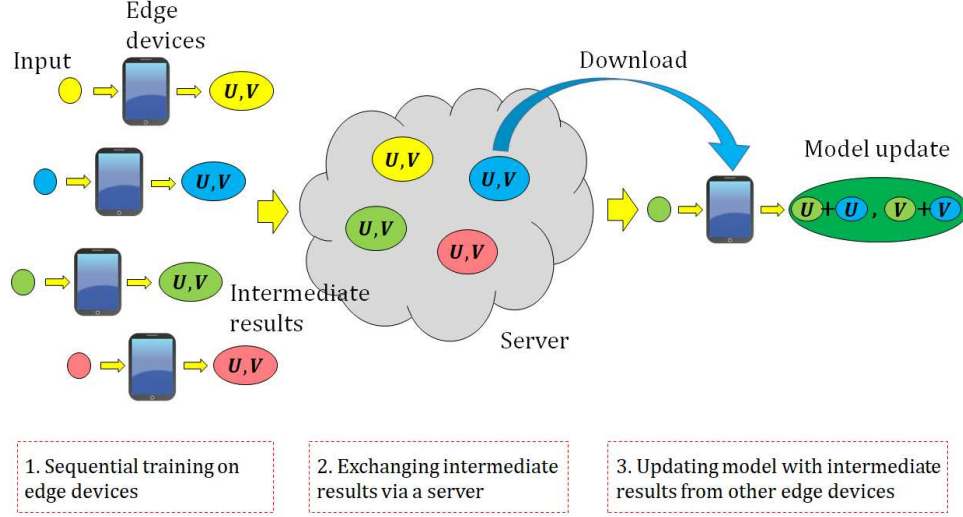 Edge
devices
Input
U,V
U,V
U,V
U,V
Intermediate
results
U,V
U,V
U,V
U,V
Server
Download
Model update
U+U , V+V
1. Sequential training on
edge devices
2. Exchanging intermediate
results via a server
3. Updating model with intermediate
results from other edge devices